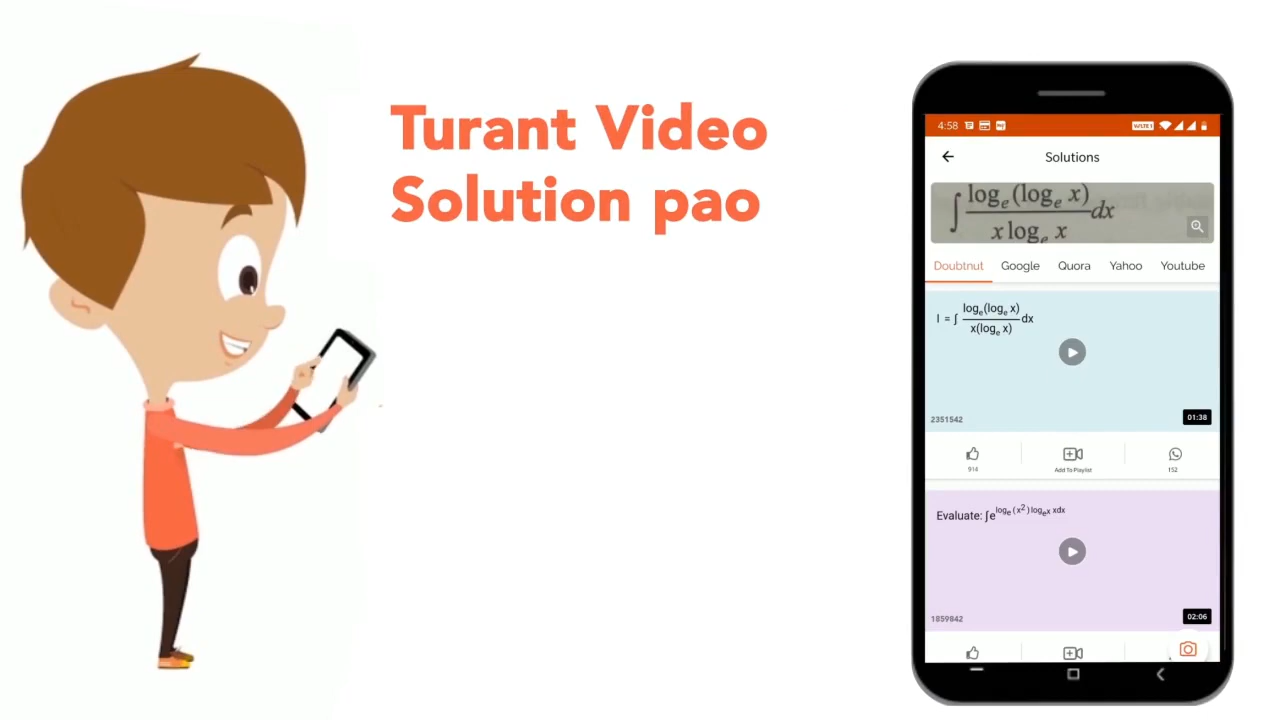 Turant Video
Solution pao
4:58
VoLTE1
Solutions
∫ logₑ(logₑ x) / x logₑ x dx
Doubtnut Google Quora Yahoo Youtube
I = ∫ logₑ(logₑ x) / x(logₑ x) dx
2351542 01:38
914 Add To Playlist 152
Evaluate: ∫e^logₑ(x²)logₑx xdx
1859842 02:06